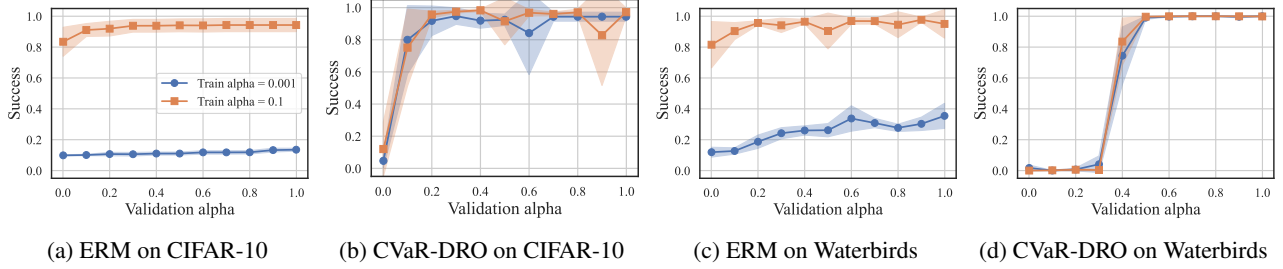 Success
1.0
0.8
0.6
0.4
0.2
0.0
Train alpha = 0.001
Train alpha = 0.1
0.0 0.2 0.4 0.6 0.8 1.0
Validation alpha
(a) ERM on CIFAR-10
Success
1.0
0.8
0.6
0.4
0.2
0.0
0.0 0.2 0.4 0.6 0.8 1.0
Validation alpha
(b) CVaR-DRO on CIFAR-10
Success
1.0
0.8
0.6
0.4
0.2
0.0
0.0 0.2 0.4 0.6 0.8 1.0
Validation alpha
(c) ERM on Waterbirds
Success
1.0
0.8
0.6
0.4
0.2
0.0
0.0 0.2 0.4 0.6 0.8 1.0
Validation alpha
(d) CVaR-DRO on Waterbirds